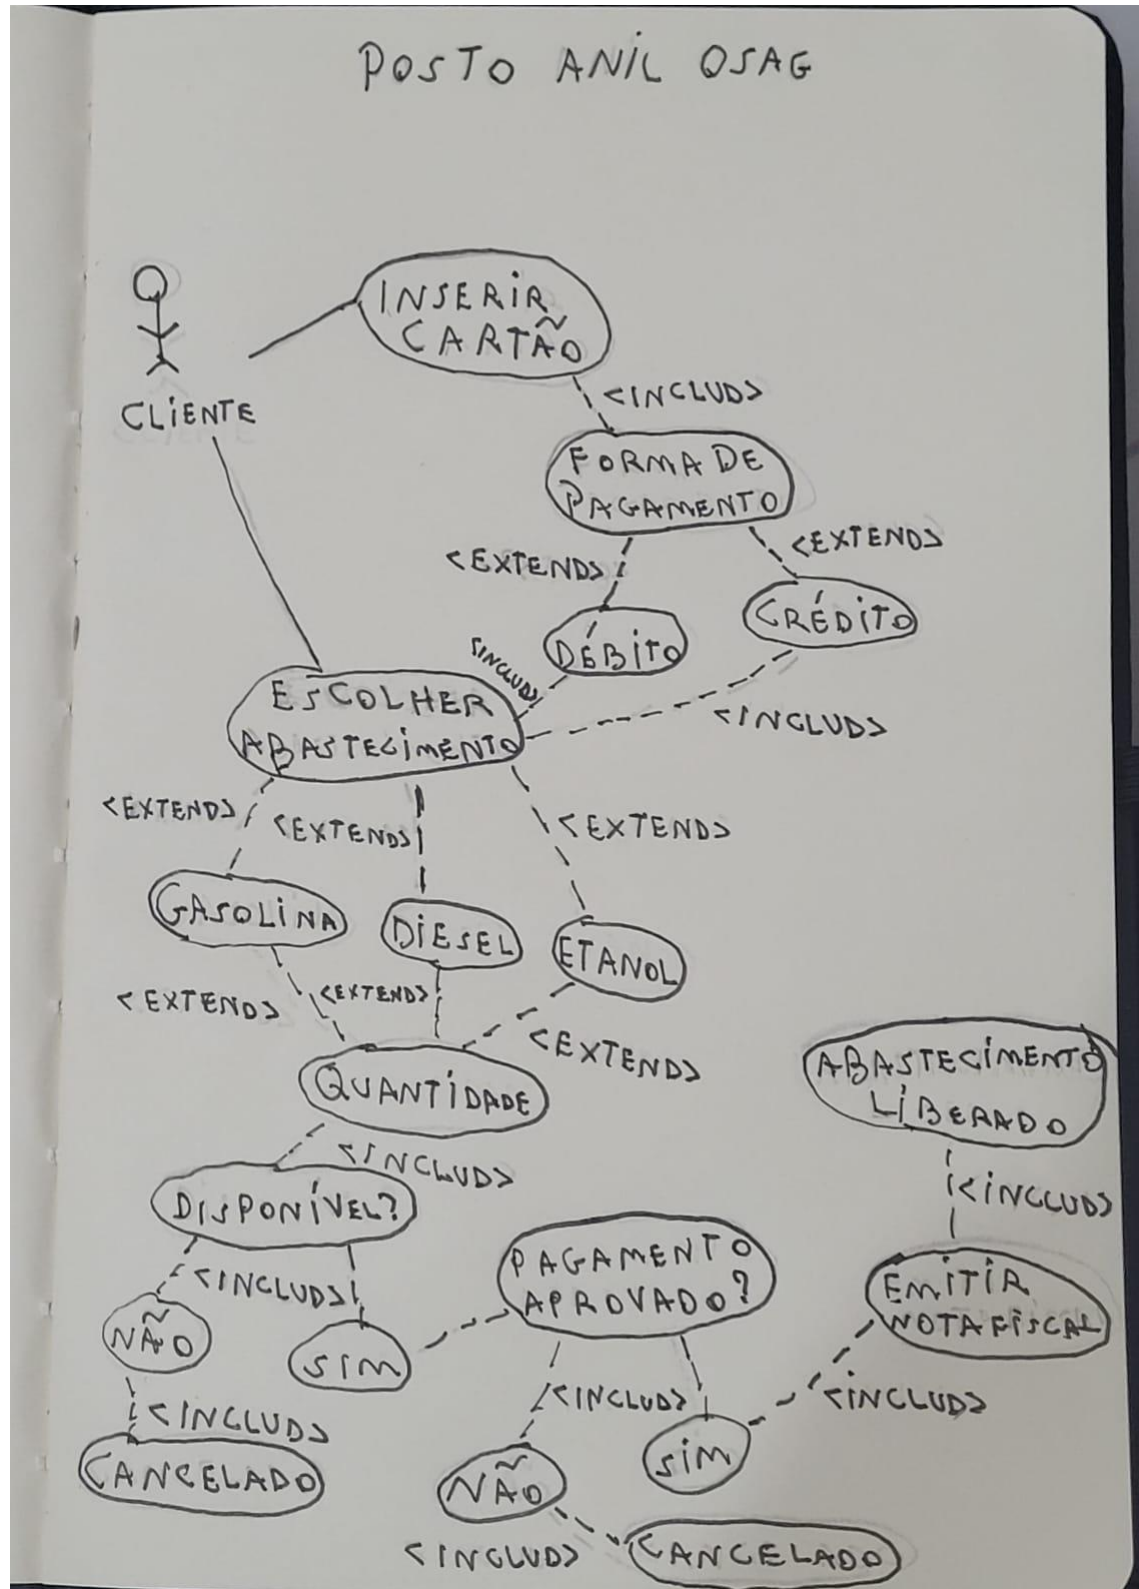 POSTO ANIL OSAG
INSERIR
CARTÃO
CLIENTE
<INCLUD>
FORMA DE
PAGAMENTO
<EXTEND>
<EXTEND>
CRÉDITO
DÉBITO
<INCLUD>
ESCOLHER
ABASTECIMENTO
<INCLUD>
<EXTEND>
<EXTEND>
<EXTEND>
GASOLINA
DIESEL
ETANOL
<EXTEND>
<EXTEND>
<EXTEND>
QUANTIDADE
ABASTECIMENTO
LIBERADO
<INCLUD>
DISPONÍVEL?
<INCLUD>
PAGAMENTO
APROVADO?
<INCLUD>
EMITIR
NOTA FISCAL
NÃO
SIM
<INCLUD>
<INCLUD>
<INCLUD>
CANCELADO
SIM
NÃO
<INCLUD>
CANCELADO